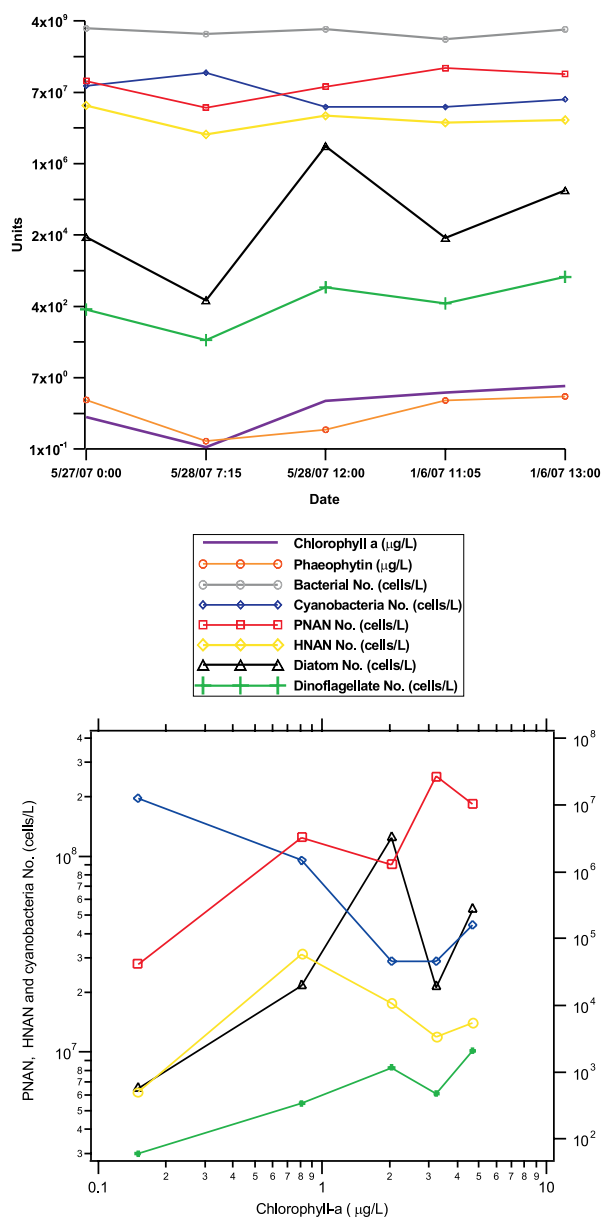 4x10⁹
7x10⁷
1x10⁶
2x10⁴
4x10²
7x10⁰
1x10⁻¹
Units
5/27/07 0:00
5/28/07 7:15
5/28/07 12:00
1/6/07 11:05
1/6/07 13:00
Date
Chlorophyll a (μg/L)
Phaeophytin (μg/L)
Bacterial No. (cells/L)
Cyanobacteria No. (cells/L)
PNAN No. (cells/L)
HNAN No. (cells/L)
Diatom No. (cells/L)
Dinoflagellate No. (cells/L)
PNAN, HNAN and cyanobacteria No. (cells/L)
4
3
2
10⁸
8
7
6
5
4
3
2
10⁷
8
7
6
5
4
3
10⁸
10⁷
10⁶
10⁵
10⁴
10³
10²
0.1 2 3 4 5 6 7 8 9 1 2 3 4 5 6 7 8 9 10
Chlorophyll-a ( μg/L)